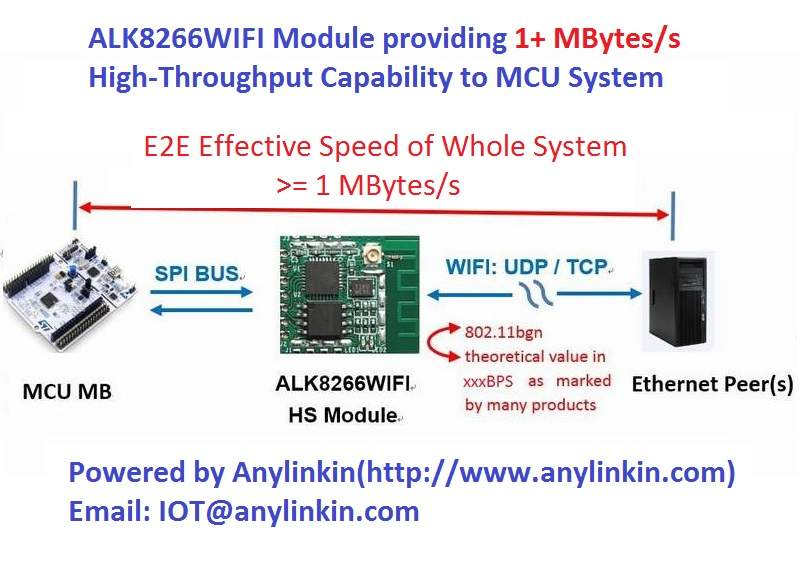 ALK8266WIFI Module providing 1+ MBytes/s
High-Throughput Capability to MCU System
E2E Effective Speed of Whole System
>= 1 MBytes/s
SPI BUS
WIFI: UDP / TCP
802.11bgn
theoretical value in
xxxBPS as marked
by many products
MCU MB
ALK8266WIFI
HS Module
Ethernet Peer(s)
Powered by Anylinkin(http://www.anylinkin.com)
Email: IOT@anylinkin.com